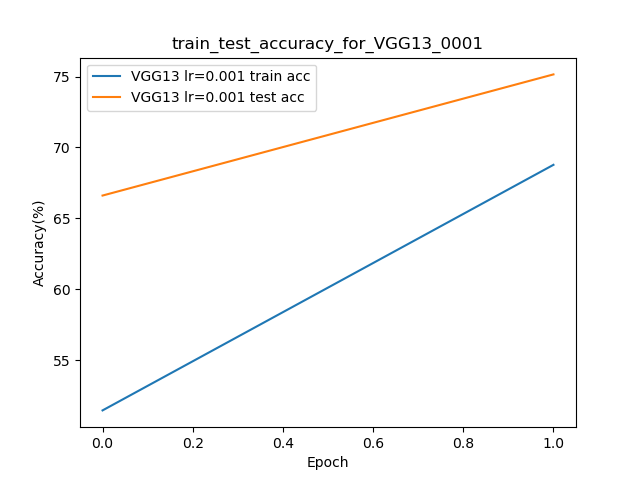 train_test_accuracy_for_VGG13_0001
VGG13 lr=0.001 train acc
VGG13 lr=0.001 test acc
75
70
65
60
55
Accuracy(%)
0.0 0.2 0.4 0.6 0.8 1.0
Epoch